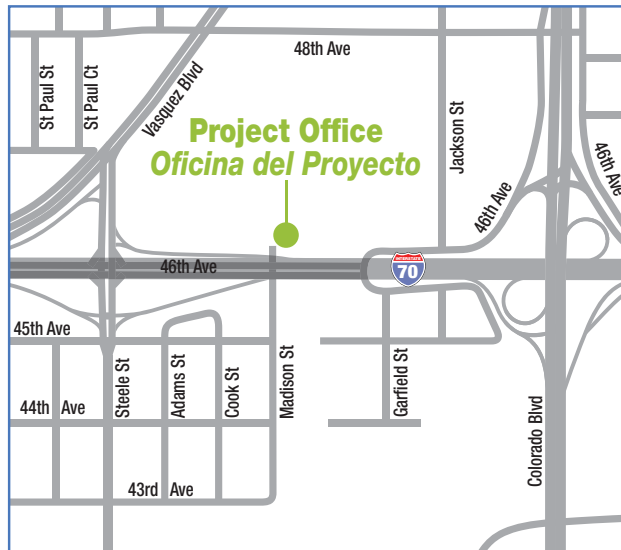 48th Ave
St Paul St
St Paul Ct
Vasquez Blvd
Jackson St
Project Office
Oficina del Proyecto
46th Ave
46th Ave
46th Ave
INTERSTATE
70
45th Ave
Steele St
Adams St
Cook St
Madison St
Garfield St
44th Ave
Colorado Blvd
43rd Ave